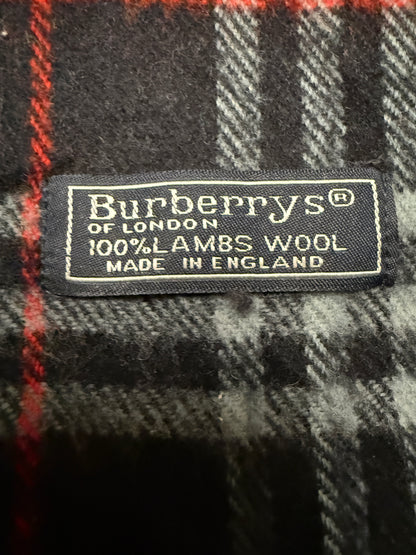 Burberrys®
OF LONDON
100% LAMBS WOOL
MADE IN ENGLAND